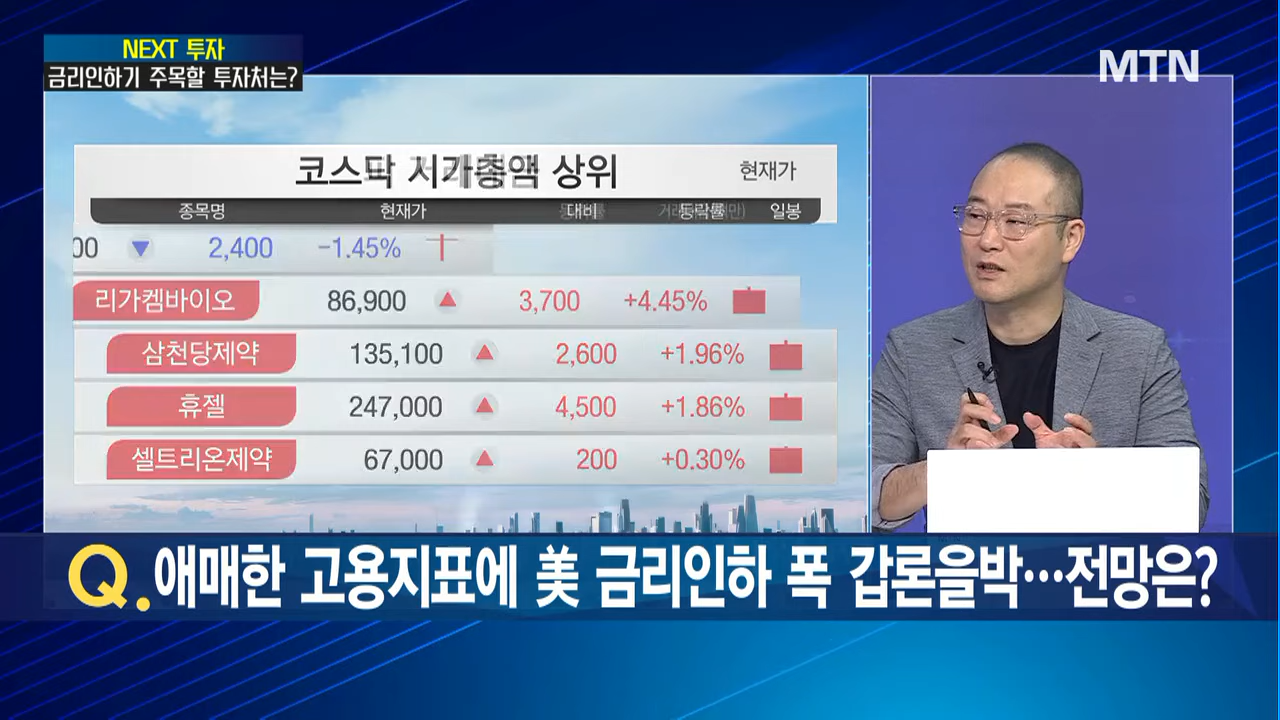 NEXT 투자
금리인하기 주목할 투자처는?
MTN
코스닥 시가총액 상위 현재가
종목명 현재가 대비 등락률 일봉
00 ▼ 2,400 -1.45%
리가켐바이오 86,900 ▲ 3,700 +4.45%
삼천당제약 135,100 ▲ 2,600 +1.96%
휴젤 247,000 ▲ 4,500 +1.86%
셀트리온제약 67,000 ▲ 200 +0.30%
Q. 애매한 고용지표에 美 금리인하 폭 갑론을박…전망은?